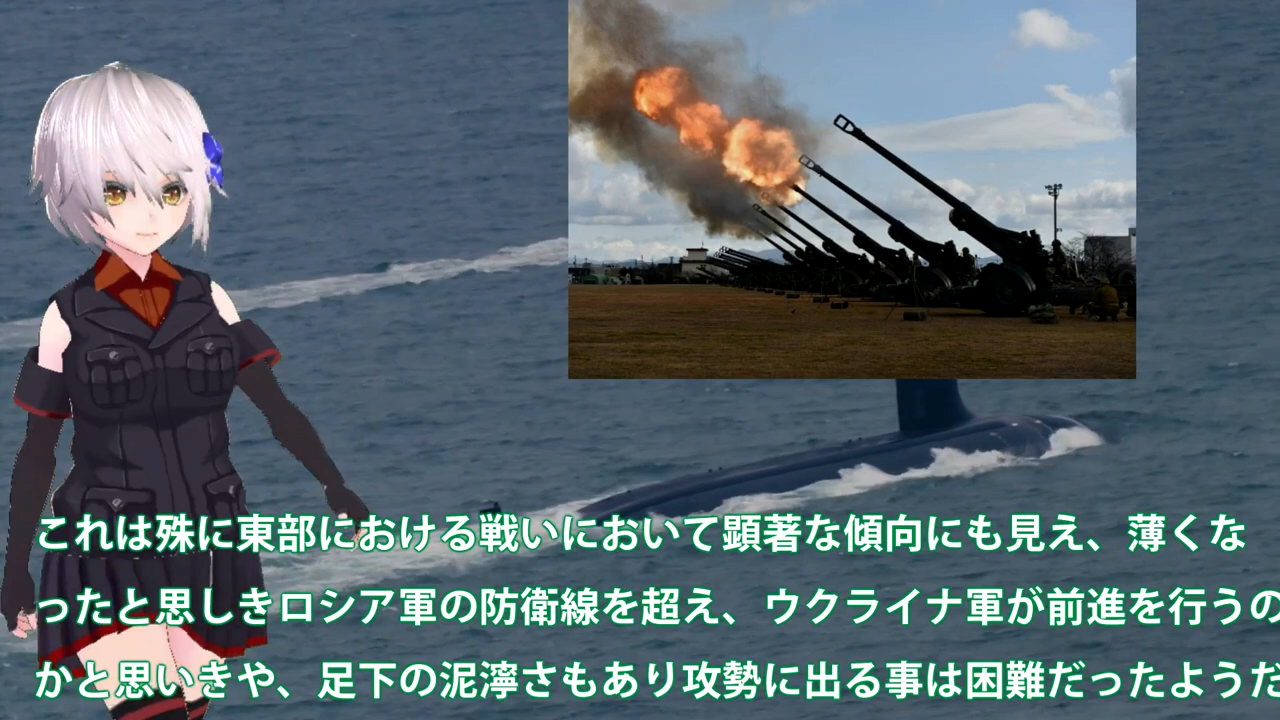 これは殊に東部における戦いにおいて顕著な傾向にも見え、薄くな
ったと思しきロシア軍の防衛線を超え、ウクライナ軍が前進を行うの
かと思いきや、足下の泥濘さもあり攻勢に出る事は困難だったようだ